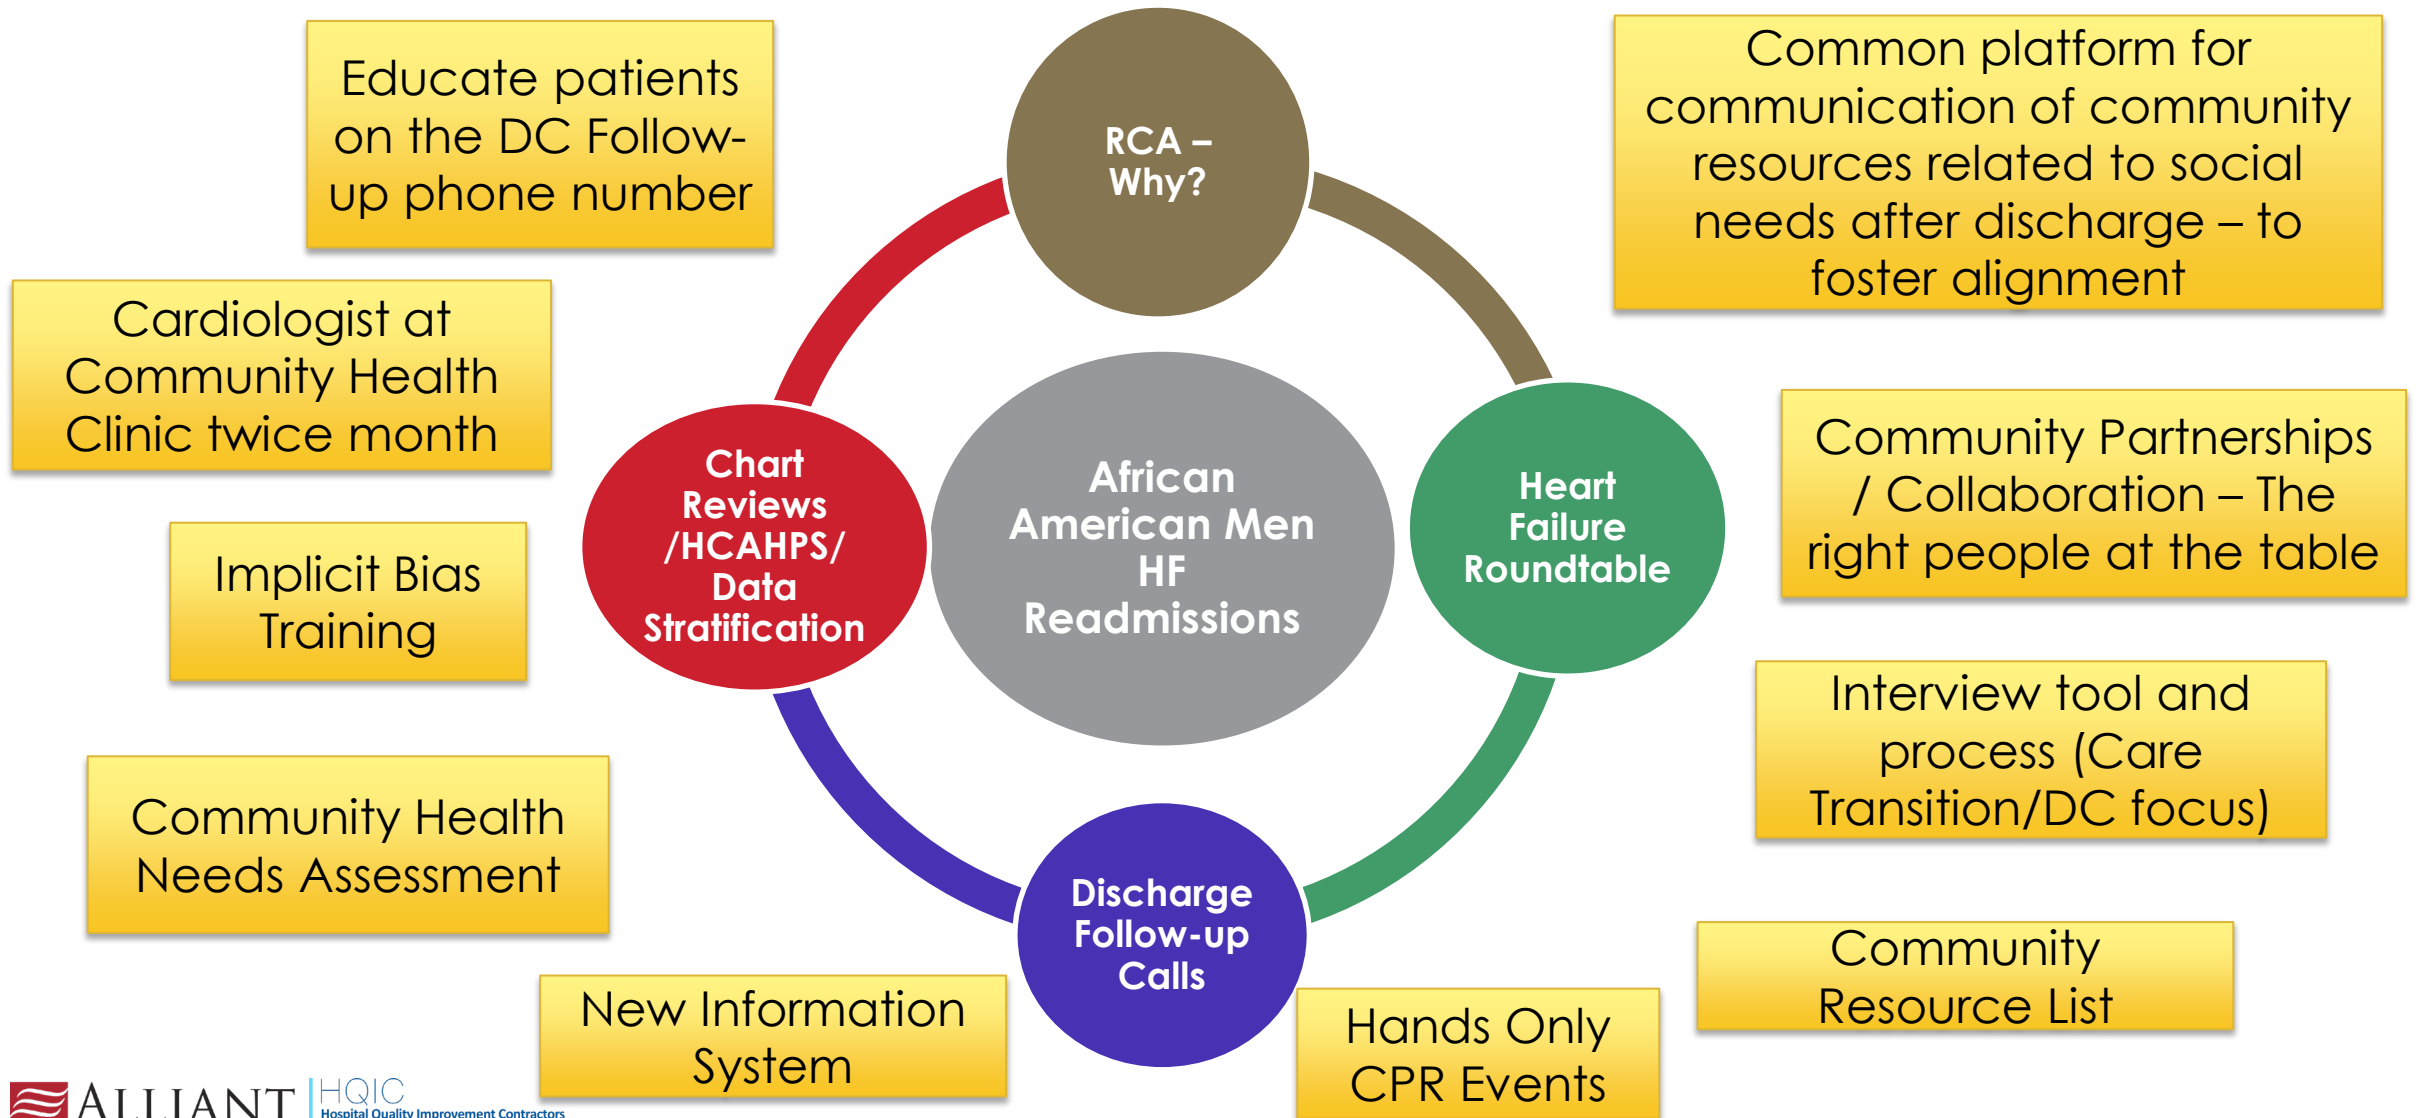 Educate patients
on the DC Follow-
up phone number
RCA –
Why?
Common platform for
communication of community
resources related to social
needs after discharge – to
foster alignment
Cardiologist at
Community Health
Clinic twice month
Chart
Reviews
/HCAHPS/
Data
Stratification
African
American Men
HF
Readmissions
Heart
Failure
Roundtable
Community Partnerships
/ Collaboration – The
right people at the table
Implicit Bias
Training
Interview tool and
process (Care
Transition/DC focus)
Community Health
Needs Assessment
Discharge
Follow-up
Calls
Community
Resource List
New Information
System
Hands Only
CPR Events
ALLIANT
HQIC
Hospital Quality Improvement Contractors